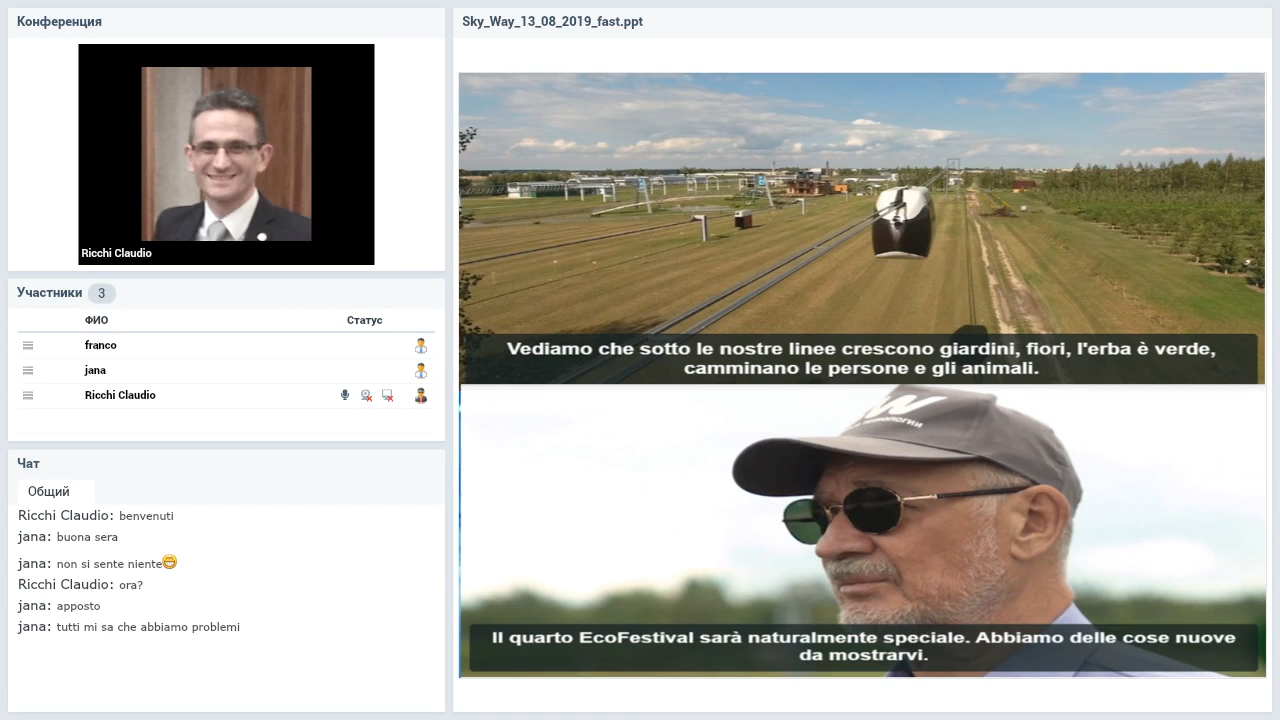 Конференция
Ricchi Claudio
Участники 3
ФИО Статус
franco
jana
Ricchi Claudio
Чат
Общий
Ricchi Claudio: benvenuti
jana: buona sera
jana: non si sente niente
Ricchi Claudio: ora?
jana: apposto
jana: tutti mi sa che abbiamo problemi
Sky_Way_13_08_2019_fast.ppt
Vediamo che sotto le nostre linee crescono giardini, fiori, l'erba è verde,
camminano le persone e gli animali.
Il quarto EcoFestival sarà naturalmente speciale. Abbiamo delle cose nuove
da mostrarvi.